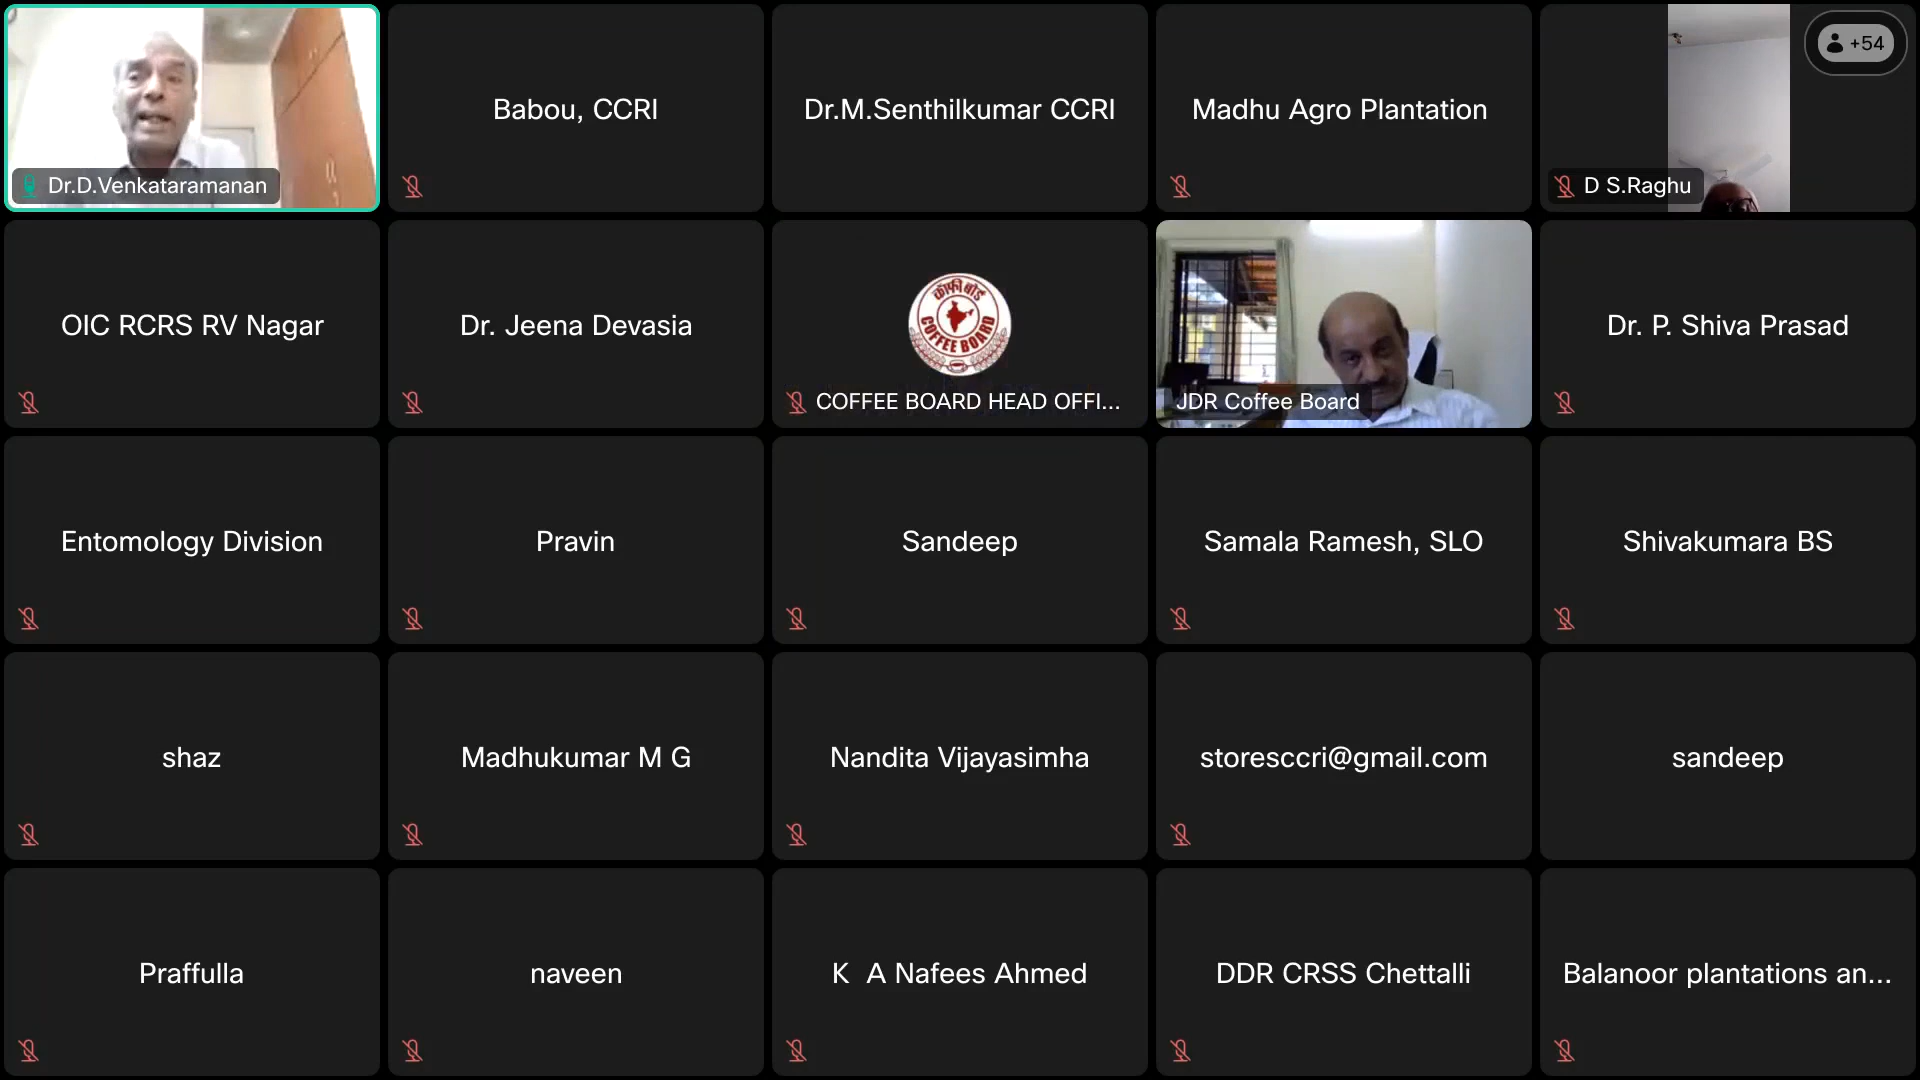 Dr.D.Venkataramanan
Babou, CCRI
Dr.M.Senthilkumar CCRI
Madhu Agro Plantation
D S.Raghu
+54
OIC RCRS RV Nagar
Dr. Jeena Devasia
कॉफी बोर्ड
COFFEE BOARD
COFFEE BOARD HEAD OFFI...
JDR Coffee Board
Dr. P. Shiva Prasad
Entomology Division
Pravin
Sandeep
Samala Ramesh, SLO
Shivakumara BS
shaz
Madhukumar M G
Nandita Vijayasimha
storesccri@gmail.com
sandeep
Praffulla
naveen
K  A Nafees Ahmed
DDR CRSS Chettalli
Balanoor plantations an...